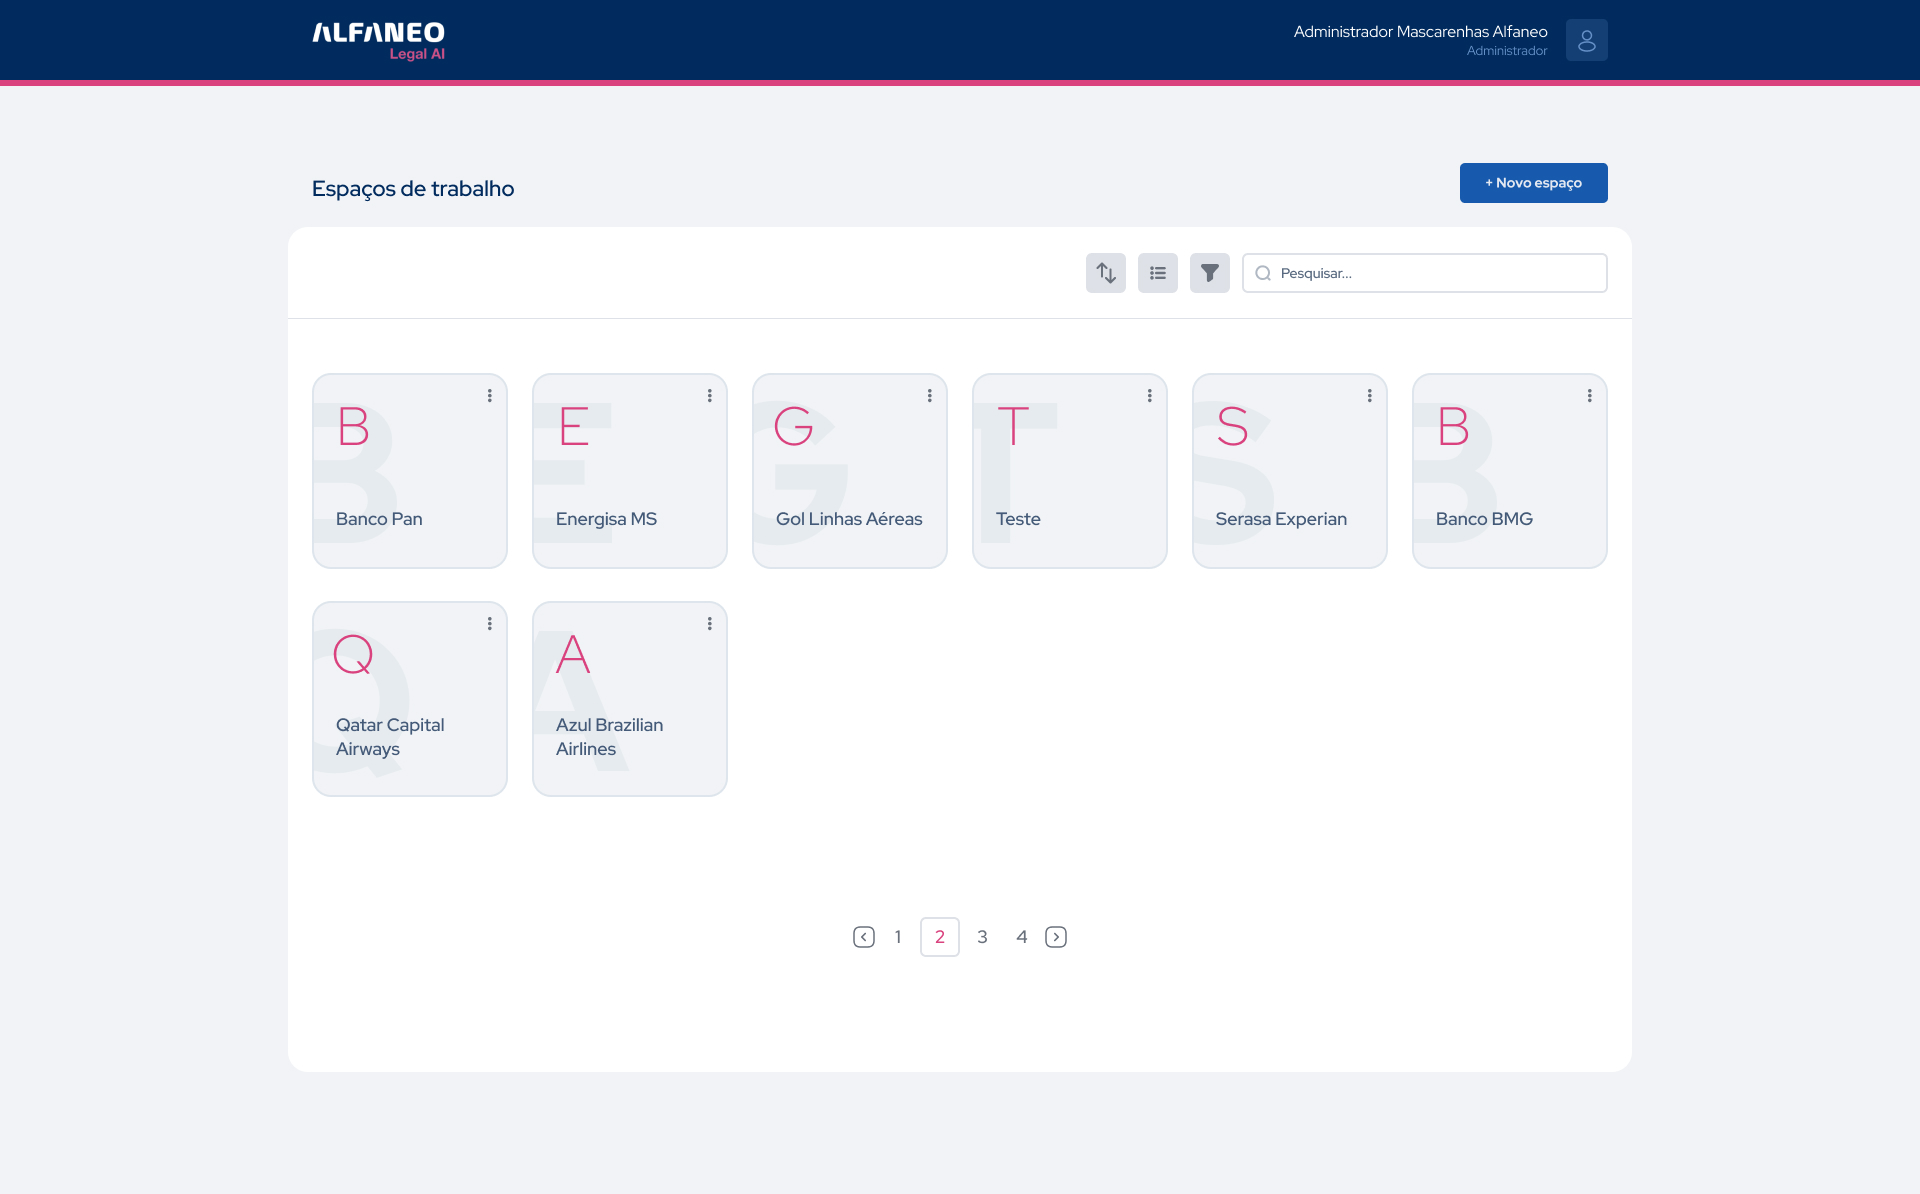 ALFANEO
Legal AI
Administrador Mascarenhas Alfaneo
Administrador
Espaços de trabalho
+ Novo espaço
Pesquisar...
B
Banco Pan
E
Energisa MS
G
Gol Linhas Aéreas
T
Teste
S
Serasa Experian
B
Banco BMG
Q
Qatar Capital
Airways
A
Azul Brazilian
Airlines
1 2 3 4